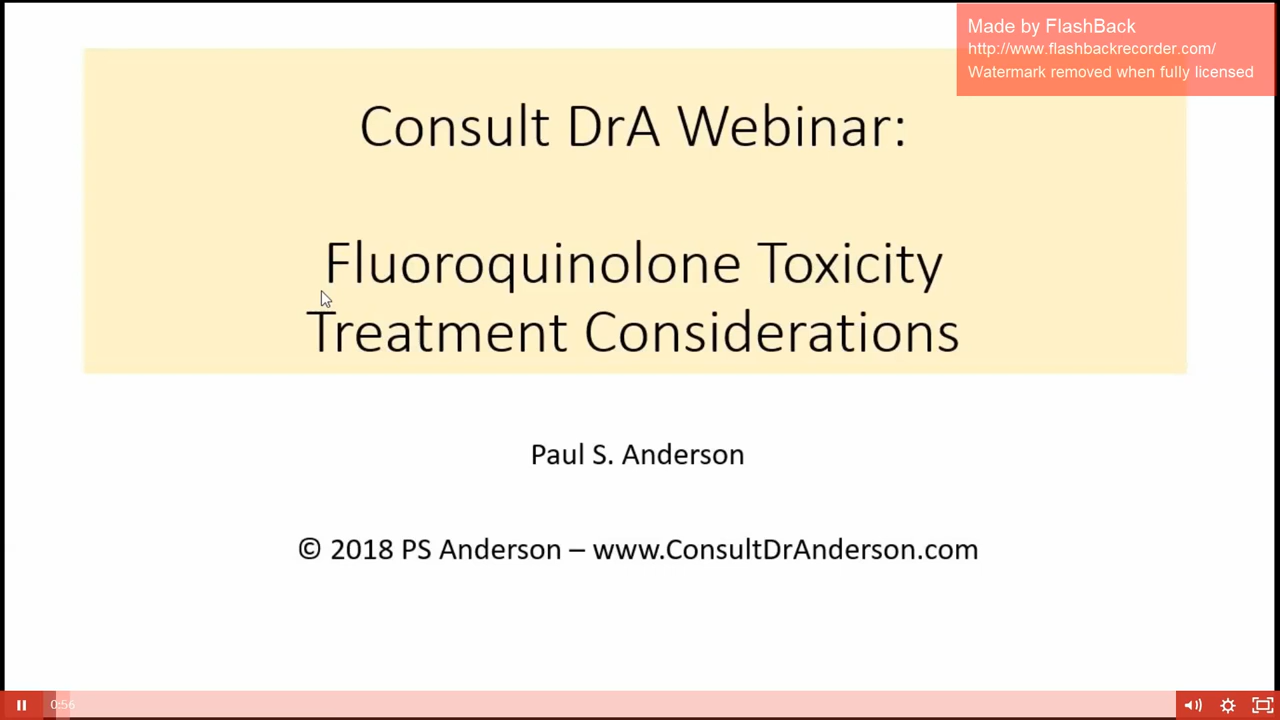 Made by FlashBack
http://www.flashbackrecorder.com/
Watermark removed when fully licensed
Consult DrA Webinar:
Fluoroquinolone Toxicity
Treatment Considerations
Paul S. Anderson
© 2018 PS Anderson – www.ConsultDrAnderson.com
0:56